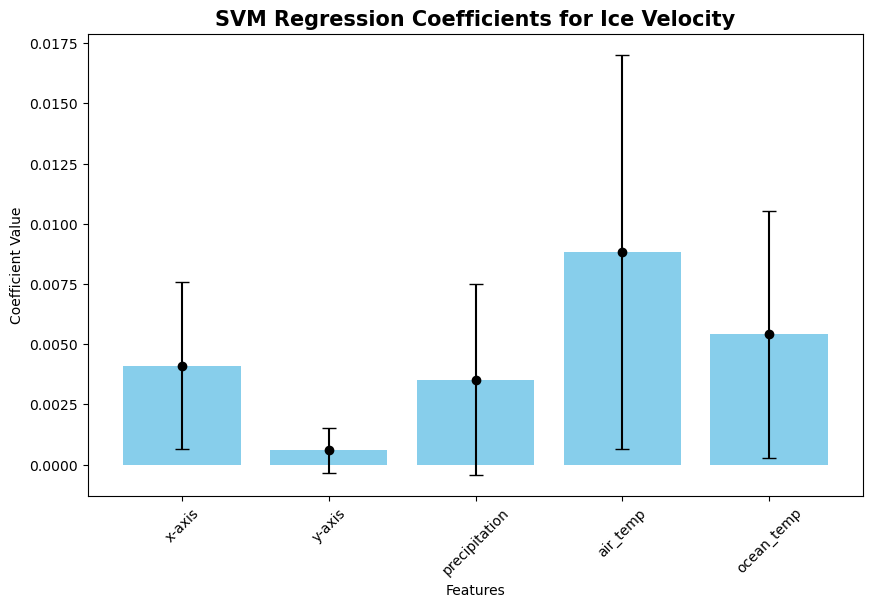 SVM Regression Coefficients for Ice Velocity
0.0175
0.0150
0.0125
0.0100
0.0075
0.0050
0.0025
0.0000
Coefficient Value
x-axis
y-axis
precipitation
air_temp
ocean_temp
Features